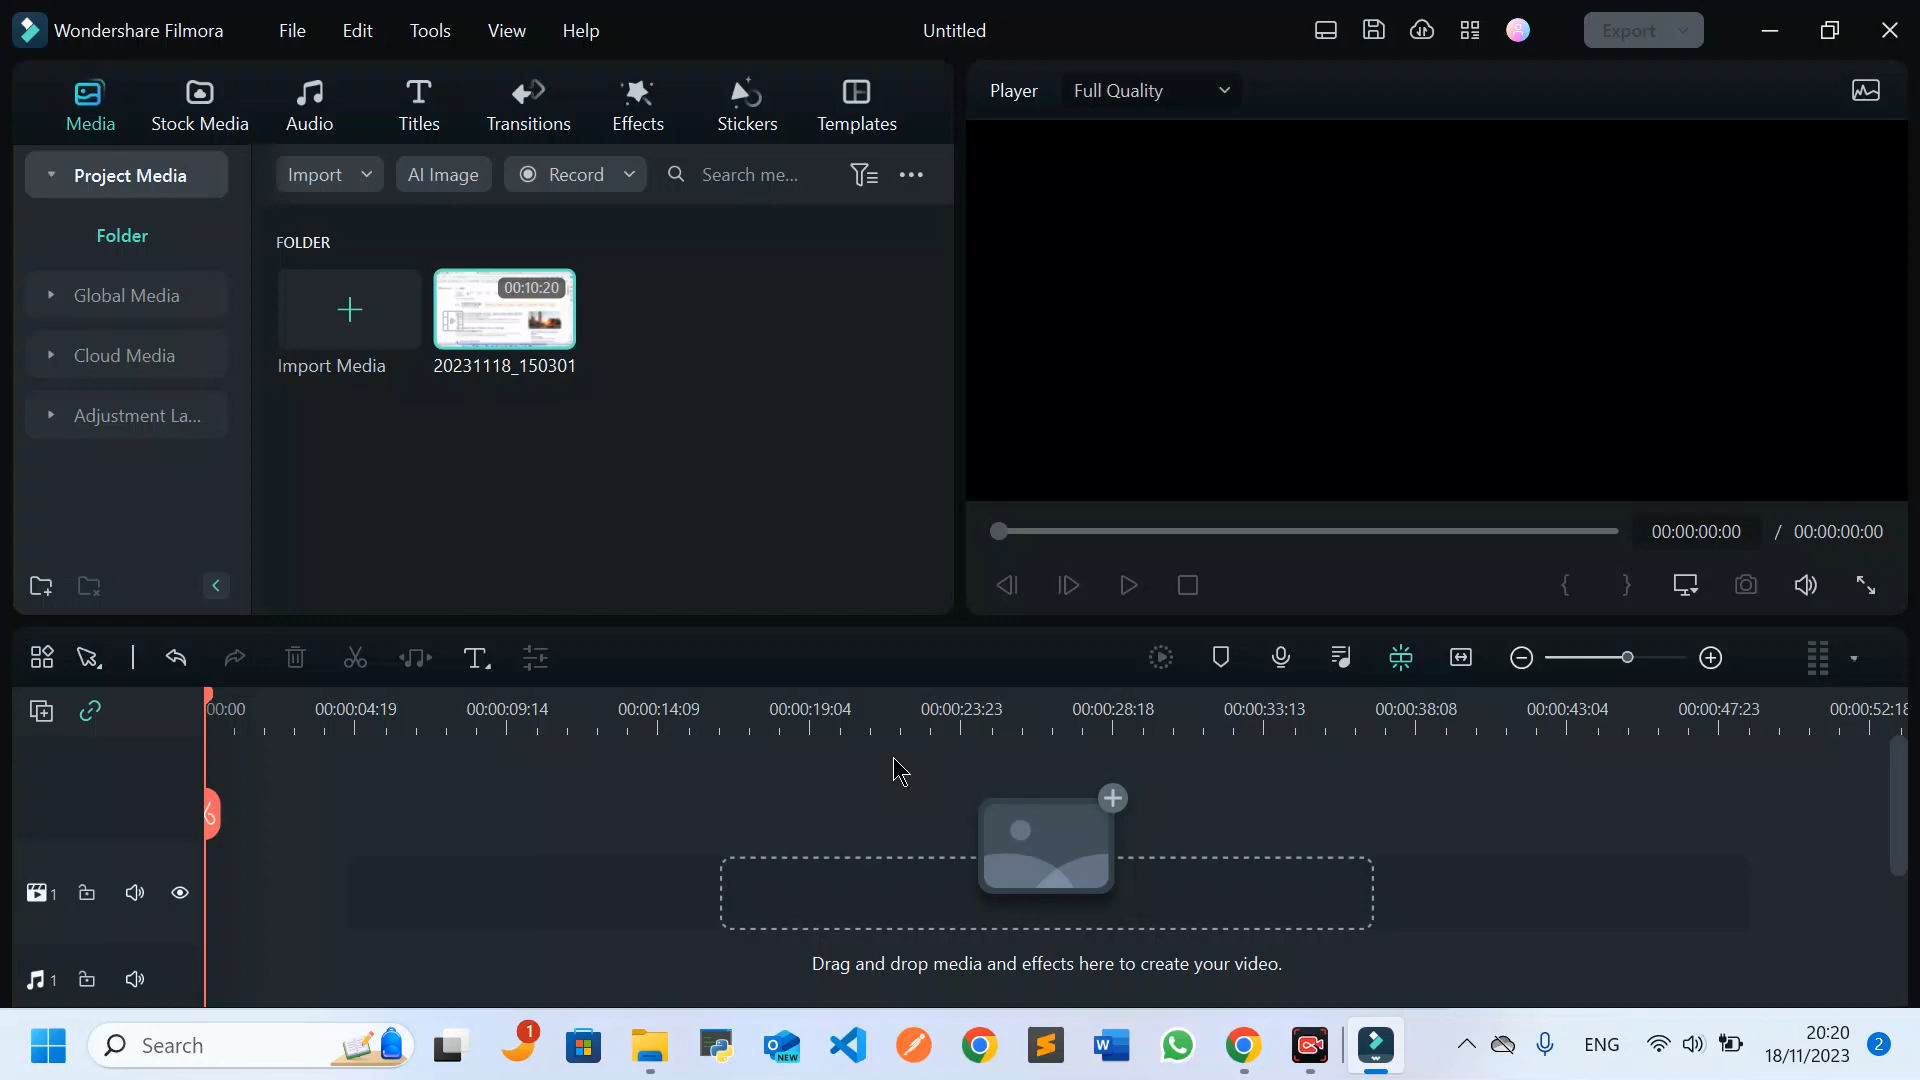 Wondershare Filmora File Edit Tools View Help Untitled Export
Media Stock Media Audio Titles Transitions Effects Stickers Templates
Player Full Quality
Project Media
Import AI Image Record Search me...
Folder
Global Media
Cloud Media
Adjustment La...
FOLDER
00:10:20
Import Media 20231118_150301
00:00:00:00 / 00:00:00:00
00:00 00:00:04:19 00:00:09:14 00:00:14:09 00:00:19:04 00:00:23:23 00:00:28:18 00:00:33:13 00:00:38:08 00:00:43:04 00:00:47:23 00:00:52:18
1
Drag and drop media and effects here to create your video.
1
Search 1 NEW ENG 20:20
18/11/2023 2